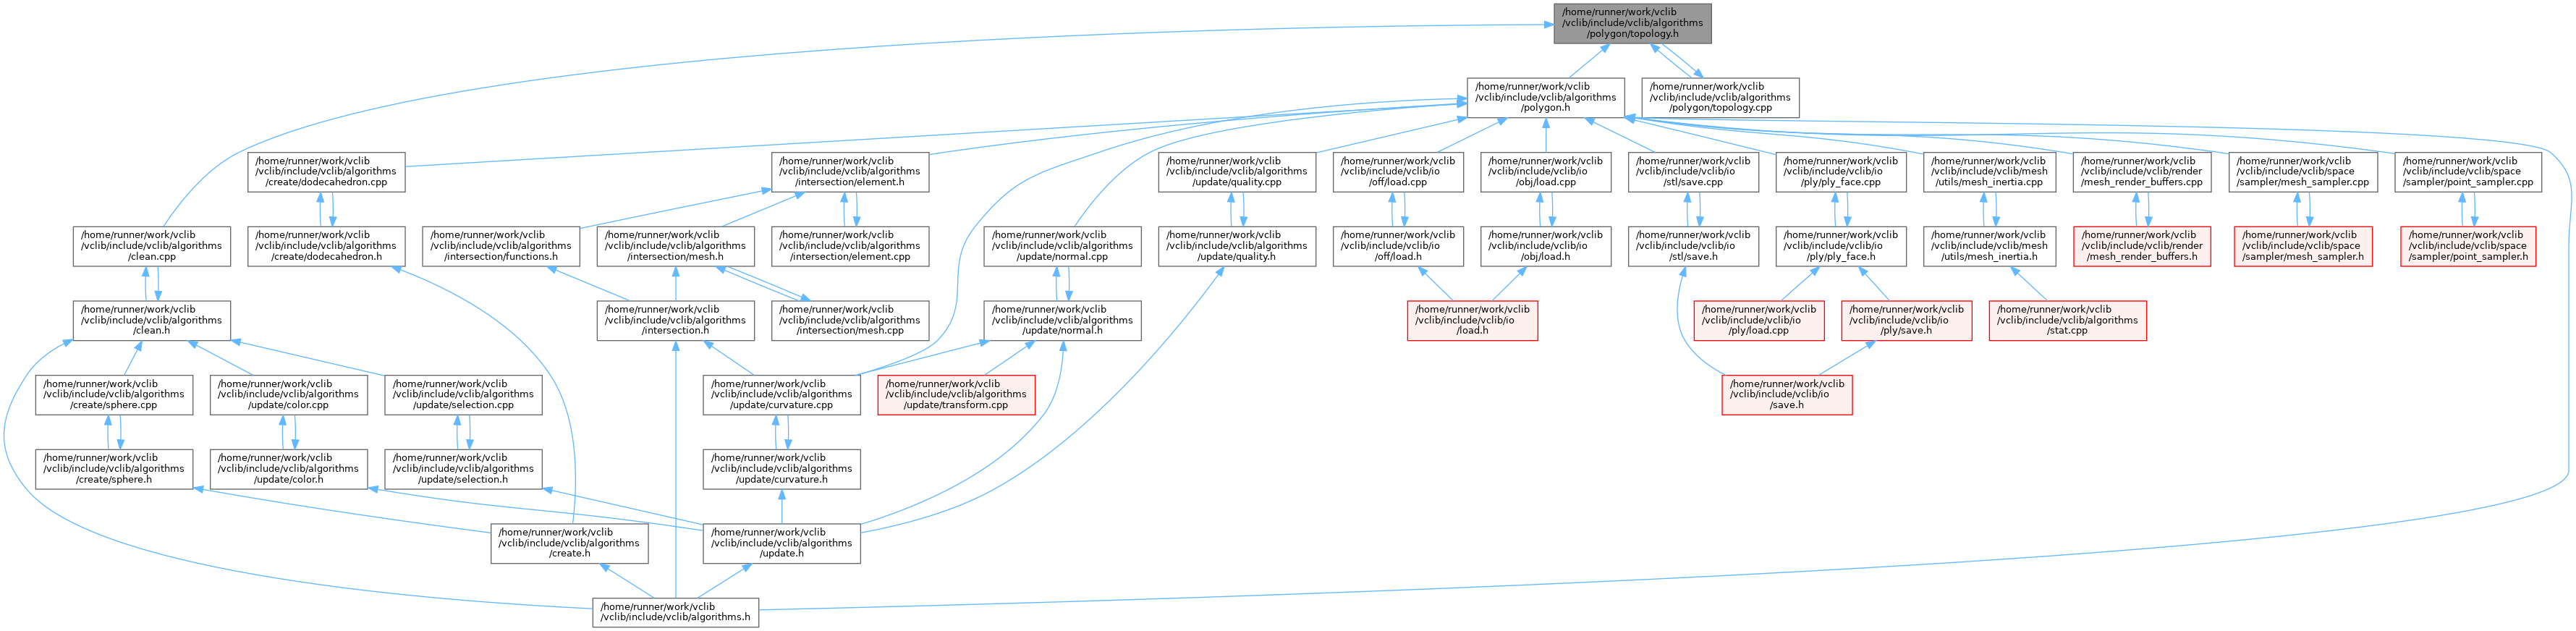 /home/runner/work/vclib
/vclib/include/vclib/algorithms
/polygon/topology.h
/home/runner/work/vclib
/vclib/include/vclib/algorithms
/polygon.h
/home/runner/work/vclib
/vclib/include/vclib/algorithms
/polygon/topology.cpp
/home/runner/work/vclib
/vclib/include/vclib/algorithms
/create/dodecahedron.cpp
/home/runner/work/vclib
/vclib/include/vclib/algorithms
/intersection/element.h
/home/runner/work/vclib
/vclib/include/vclib/algorithms
/update/quality.cpp
/home/runner/work/vclib
/vclib/include/vclib/io
/off/load.cpp
/home/runner/work/vclib
/vclib/include/vclib/io
/obj/load.cpp
/home/runner/work/vclib
/vclib/include/vclib/io
/stl/save.cpp
/home/runner/work/vclib
/vclib/include/vclib/io
/ply/ply_face.cpp
/home/runner/work/vclib
/vclib/include/vclib/mesh
/utils/mesh_inertia.cpp
/home/runner/work/vclib
/vclib/include/vclib/render
/mesh_render_buffers.cpp
/home/runner/work/vclib
/vclib/include/vclib/space
/sampler/mesh_sampler.cpp
/home/runner/work/vclib
/vclib/include/vclib/space
/sampler/point_sampler.cpp
/home/runner/work/vclib
/vclib/include/vclib/algorithms
/clean.cpp
/home/runner/work/vclib
/vclib/include/vclib/algorithms
/create/dodecahedron.h
/home/runner/work/vclib
/vclib/include/vclib/algorithms
/intersection/functions.h
/home/runner/work/vclib
/vclib/include/vclib/algorithms
/intersection/mesh.h
/home/runner/work/vclib
/vclib/include/vclib/algorithms
/intersection/element.cpp
/home/runner/work/vclib
/vclib/include/vclib/algorithms
/update/normal.cpp
/home/runner/work/vclib
/vclib/include/vclib/algorithms
/update/quality.h
/home/runner/work/vclib
/vclib/include/vclib/io
/off/load.h
/home/runner/work/vclib
/vclib/include/vclib/io
/obj/load.h
/home/runner/work/vclib
/vclib/include/vclib/io
/stl/save.h
/home/runner/work/vclib
/vclib/include/vclib/io
/ply/ply_face.h
/home/runner/work/vclib
/vclib/include/vclib/mesh
/utils/mesh_inertia.h
/home/runner/work/vclib
/vclib/include/vclib/render
/mesh_render_buffers.h
/home/runner/work/vclib
/vclib/include/vclib/space
/sampler/mesh_sampler.h
/home/runner/work/vclib
/vclib/include/vclib/space
/sampler/point_sampler.h
/home/runner/work/vclib
/vclib/include/vclib/algorithms
/clean.h
/home/runner/work/vclib
/vclib/include/vclib/algorithms
/intersection.h
/home/runner/work/vclib
/vclib/include/vclib/algorithms
/intersection/mesh.cpp
/home/runner/work/vclib
/vclib/include/vclib/algorithms
/update/normal.h
/home/runner/work/vclib
/vclib/include/vclib/io
/load.h
/home/runner/work/vclib
/vclib/include/vclib/io
/ply/load.cpp
/home/runner/work/vclib
/vclib/include/vclib/io
/ply/save.h
/home/runner/work/vclib
/vclib/include/vclib/algorithms
/stat.cpp
/home/runner/work/vclib
/vclib/include/vclib/algorithms
/create/sphere.cpp
/home/runner/work/vclib
/vclib/include/vclib/algorithms
/update/color.cpp
/home/runner/work/vclib
/vclib/include/vclib/algorithms
/update/selection.cpp
/home/runner/work/vclib
/vclib/include/vclib/algorithms
/update/curvature.cpp
/home/runner/work/vclib
/vclib/include/vclib/algorithms
/update/transform.cpp
/home/runner/work/vclib
/vclib/include/vclib/io
/save.h
/home/runner/work/vclib
/vclib/include/vclib/algorithms
/create/sphere.h
/home/runner/work/vclib
/vclib/include/vclib/algorithms
/update/color.h
/home/runner/work/vclib
/vclib/include/vclib/algorithms
/update/selection.h
/home/runner/work/vclib
/vclib/include/vclib/algorithms
/update/curvature.h
/home/runner/work/vclib
/vclib/include/vclib/algorithms
/create.h
/home/runner/work/vclib
/vclib/include/vclib/algorithms
/update.h
/home/runner/work/vclib
/vclib/include/vclib/algorithms.h